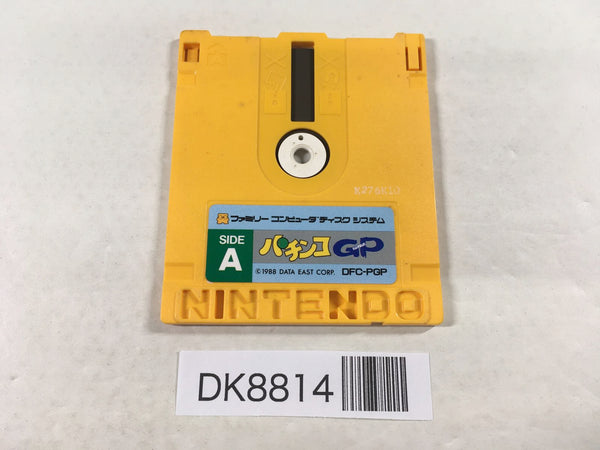 K276K10
ファミリー コンピュータ ディスク システム
SIDE A
パチンコGP
©1988 DATA EAST CORP. DFC-PGP
NINTENDO
DK8814